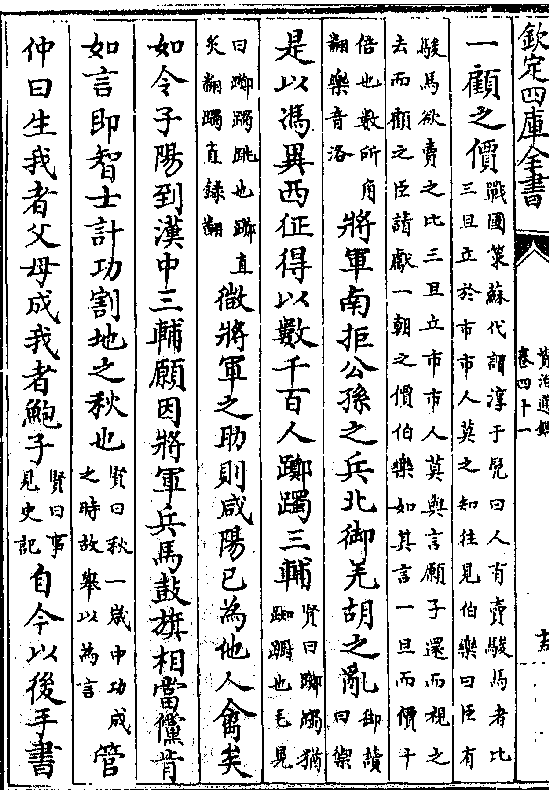 欽定四庫全書
資治通鑑
卷四十一
一顧之價
戰國策蘇代謂淳于髡曰人有賣駿馬者比
三旦立於市市人莫之知往見伯樂曰臣有
駿馬欲賣之比三旦立市市人莫與言願子還而視之
去而顧之臣請獻一朝之價伯樂如其言一旦而價十
倍也數所角
翻樂音洛
將軍南拒公孫之兵北御羌胡之亂
御讀
曰禦
是以馮異西征得以數千百人躑躅三輔
賢曰躑躅猶
踟躕也毛晃
曰躑躅跳也躑直
炙翻躅直録翻
微將軍之助則咸陽已為他人禽矣
如令子陽到漢中三輔願因將軍兵馬鼓旗相當儻肯
如言即智士計功割地之秋也
賢曰秋一歲中功成
之時故舉以為言
管
仲曰生我者父母成我者鮑子
賢曰事
見史記
自今以後手書